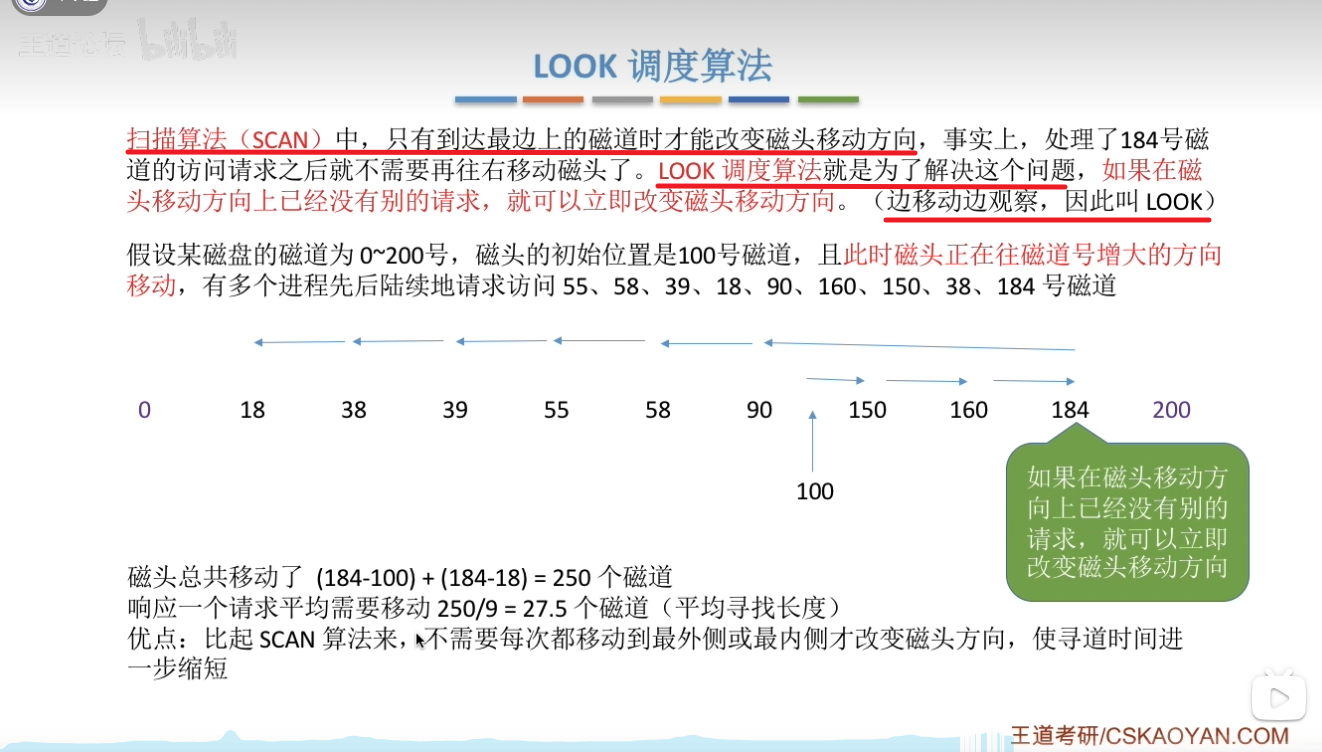 王道论坛 bilibili
LOOK 调度算法
扫描算法（SCAN）中，只有到达最边上的磁道时才能改变磁头移动方向，事实上，处理了184号磁
道的访问请求之后就不需要再往右移动磁头了。LOOK 调度算法就是为了解决这个问题，如果在磁
头移动方向上已经没有别的请求，就可以立即改变磁头移动方向。（边移动边观察，因此叫 LOOK）
假设某磁盘的磁道为 0~200号，磁头的初始位置是100号磁道，且此时磁头正在往磁道号增大的方向
移动，有多个进程先后陆续地请求访问 55、58、39、18、90、160、150、38、184 号磁道
0 18 38 39 55 58 90 150 160 184 200
100
如果在磁头移动方
向上已经没有别的
请求，就可以立即
改变磁头移动方向
磁头总共移动了 (184-100) + (184-18) = 250 个磁道
响应一个请求平均需要移动 250/9 = 27.5 个磁道（平均寻找长度）
优点：比起 SCAN 算法来，不需要每次都移动到最外侧或最内侧才改变磁头方向，使寻道时间进
一步缩短
王道考研/CSKAOYAN.COM